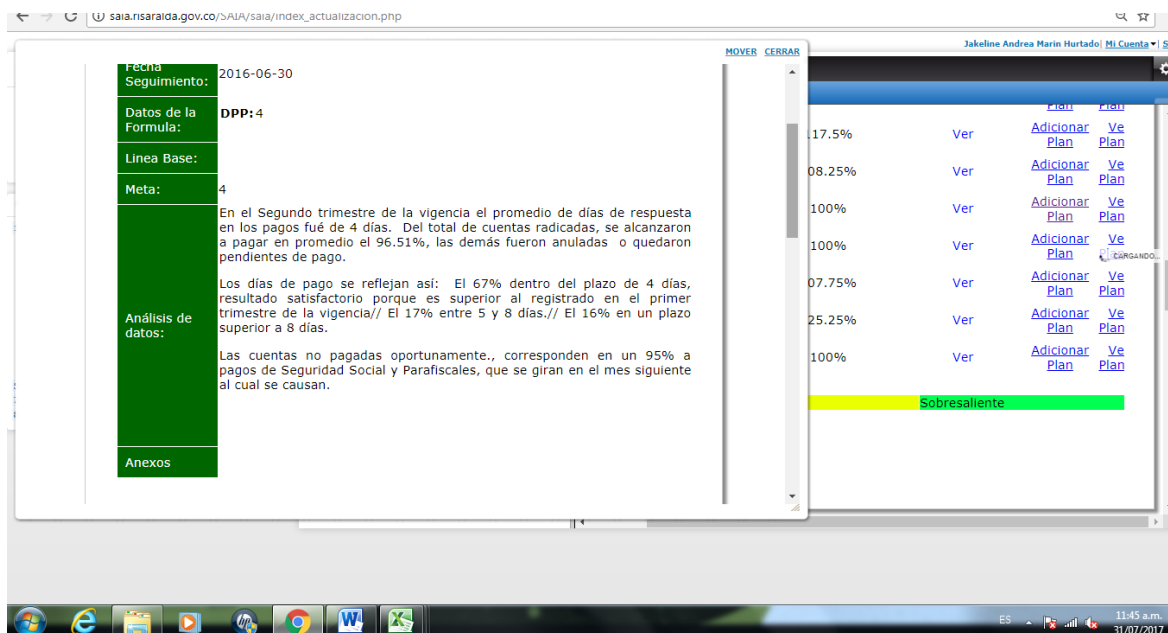 saia.risaralda.gov.co/SAIA/saia/index_actualizacion.php
Jakeline Andrea Marin Hurtado| Mi Cuenta
MOVER CERRAR
Fecha
Seguimiento:
2016-06-30
Datos de la
Formula:
DPP:4
Linea Base:
Meta:
4
Análisis de
datos:
En el Segundo trimestre de la vigencia el promedio de días de respuesta
en los pagos fué de 4 días. Del total de cuentas radicadas, se alcanzaron
a pagar en promedio el 96.51%, las demás fueron anuladas o quedaron
pendientes de pago.
Los días de pago se reflejan así: El 67% dentro del plazo de 4 días,
resultado satisfactorio porque es superior al registrado en el primer
trimestre de la vigencia// El 17% entre 5 y 8 días.// El 16% en un plazo
superior a 8 días.
Las cuentas no pagadas oportunamente., corresponden en un 95% a
pagos de Seguridad Social y Parafiscales, que se giran en el mes siguiente
al cual se causan.
Anexos
Plan Plan
17.5% Ver Adicionar Ve
Plan Plan
08.25% Ver Adicionar Ve
Plan Plan
100% Ver Adicionar Ve
Plan Plan
100% Ver Adicionar Ve
Plan CARGANDO...
07.75% Ver Adicionar Ve
Plan Plan
25.25% Ver Adicionar Ve
Plan Plan
100% Ver Adicionar Ve
Plan Plan
Sobresaliente
ES 11:45 a.m.
31/07/2017